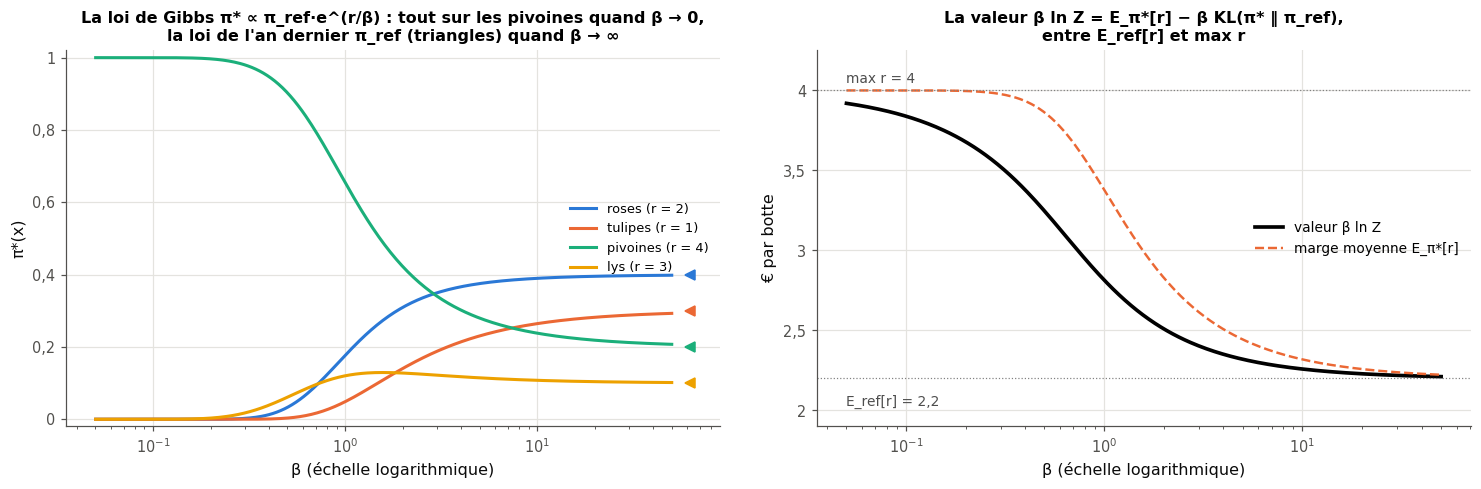 La loi de Gibbs π* ∝ π_ref·e^(r/β) : tout sur les pivoines quand β → 0,
la loi de l'an dernier π_ref (triangles) quand β → ∞
1
0,8
0,6
0,4
0,2
0
π*(x)
roses (r = 2)
tulipes (r = 1)
pivoines (r = 4)
lys (r = 3)
10⁻¹
10⁰
10¹
β (échelle logarithmique)
La valeur β ln Z = E_π*[r] − β KL(π* ‖ π_ref),
entre E_ref[r] et max r
max r = 4
4
3,5
3
2,5
2
€ par botte
valeur β ln Z
marge moyenne E_π*[r]
E_ref[r] = 2,2
10⁻¹
10⁰
10¹
β (échelle logarithmique)